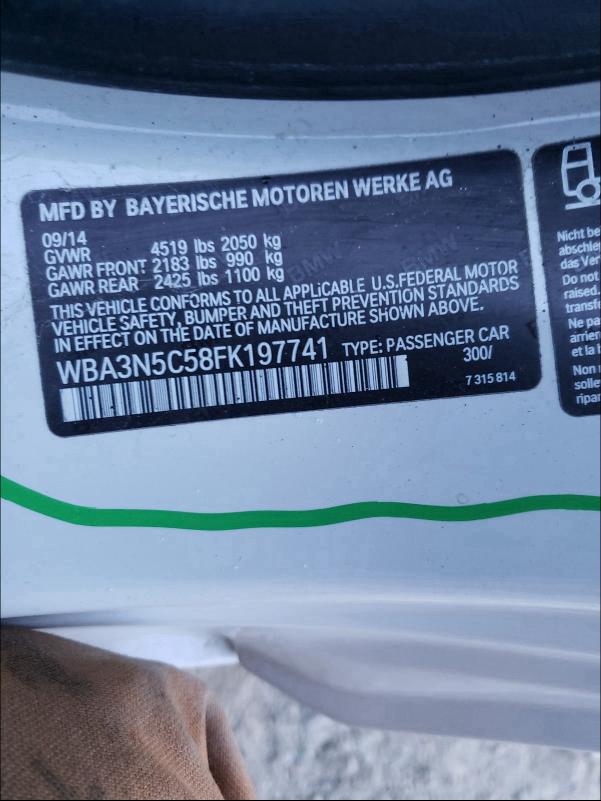 MFD BY BAYERISCHE MOTOREN WERKE AG
09/14
GVWR 4519 lbs 2050 kg
GAWR FRONT: 2183 lbs 990 kg
GAWR REAR 2425 lbs 1100 kg
THIS VEHICLE CONFORMS TO ALL APPLiCABLE U.S.FEDERAL MOTOR
VEHICLE SAFETY, BUMPER AND THEFT PREVENTION STANDARDS
IN EFFECT ON THE DATE OF MANUFACTURE SHOWN ABOVE.
WBA3N5C58FK197741 TYPE: PASSENGER CAR
300/
7 315 814
Nicht be
abschle
das Ver
Do not
raised.
transfe
Ne pa
arrier
et la b
Non
solle
ripar